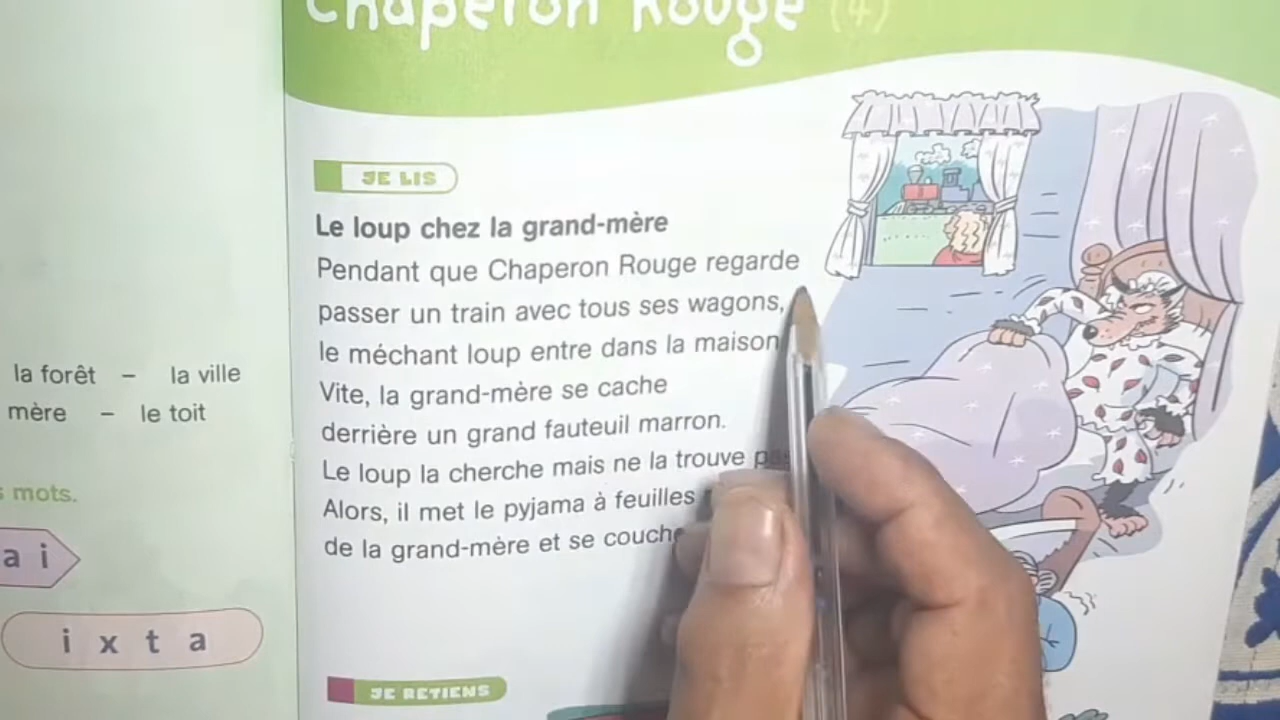 Chaperon Rouge (4)
JE LIS
Le loup chez la grand-mère
Pendant que Chaperon Rouge regarde
passer un train avec tous ses wagons,
le méchant loup entre dans la maison
Vite, la grand-mère se cache
derrière un grand fauteuil marron.
Le loup la cherche mais ne la trouve
Alors, il met le pyjama à feuilles
de la grand-mère et se couche
JE RETIENS
la forêt – la ville
mère – le toit
mots.
a i
i x t a